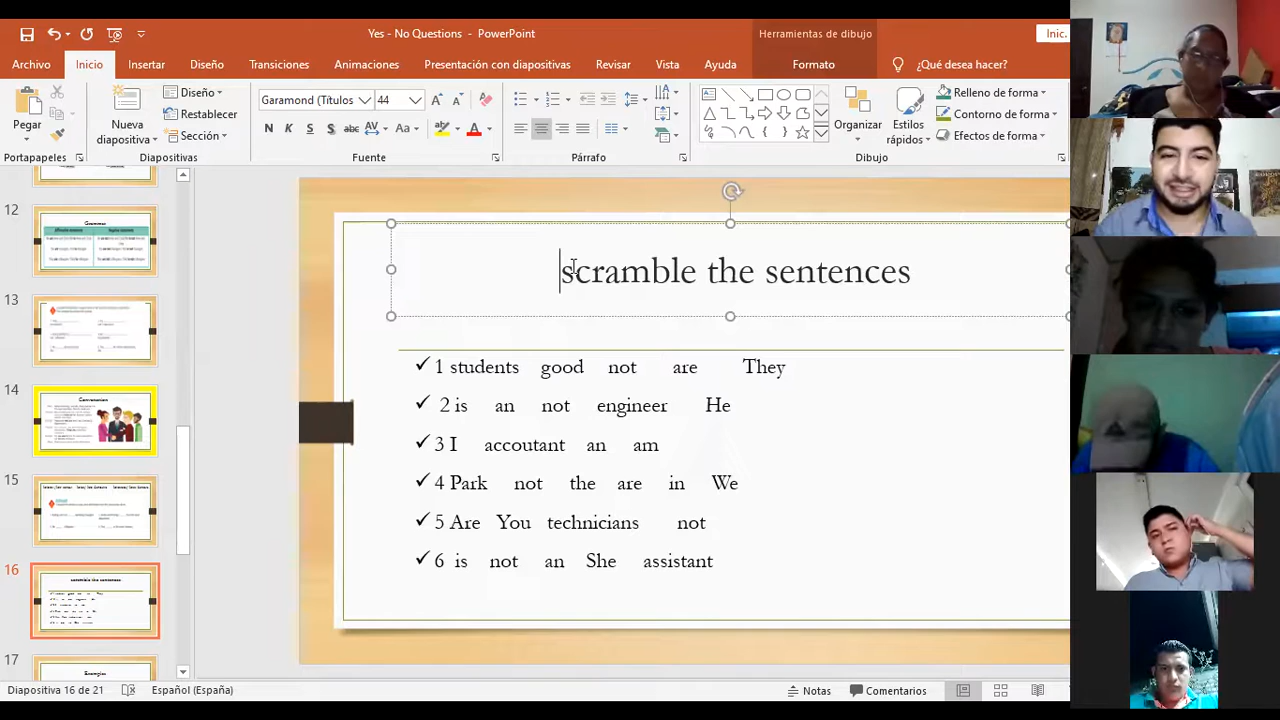 Yes - No Questions - PowerPoint
Herramientas de dibujo
Inic.
Archivo
Inicio
Insertar
Diseño
Transiciones
Animaciones
Presentación con diapositivas
Revisar
Vista
Ayuda
Formato
¿Qué desea hacer?
Pegar
Nueva
diapositiva
Diseño
Restablecer
Sección
Garamond (Títulos
44
N K S S abc AV Aa A
Organizar
Estilos
rápidos
Relleno de forma
Contorno de forma
Efectos de forma
Portapapeles
Diapositivas
Fuente
Párrafo
Dibujo
12
13
14
15
16
17
scramble the sentences
1 students good not are They
2 is an not engineer He
3 I accoutant an am
4 Park not the are in We
5 Are You technicians not
6 is not an She assistant
Diapositiva 16 de 21
Español (España)
Notas
Comentarios